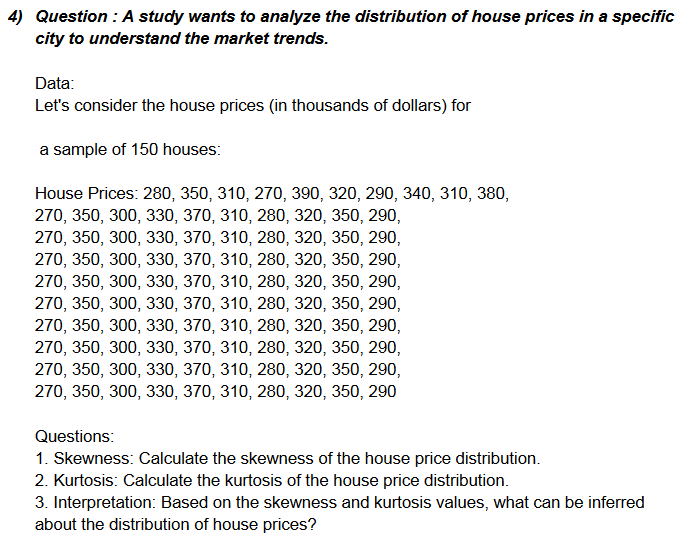 4) Question : A study wants to analyze the distribution of house prices in a specific
city to understand the market trends.
Data:
Let's consider the house prices (in thousands of dollars) for
a sample of 150 houses:
House Prices: 280, 350, 310, 270, 390, 320, 290, 340, 310, 380,
270, 350, 300, 330, 370, 310, 280, 320, 350, 290,
270, 350, 300, 330, 370, 310, 280, 320, 350, 290,
270, 350, 300, 330, 370, 310, 280, 320, 350, 290,
270, 350, 300, 330, 370, 310, 280, 320, 350, 290,
270, 350, 300, 330, 370, 310, 280, 320, 350, 290,
270, 350, 300, 330, 370, 310, 280, 320, 350, 290,
270, 350, 300, 330, 370, 310, 280, 320, 350, 290,
270, 350, 300, 330, 370, 310, 280, 320, 350, 290,
270, 350, 300, 330, 370, 310, 280, 320, 350, 290
Questions:
1. Skewness: Calculate the skewness of the house price distribution.
2. Kurtosis: Calculate the kurtosis of the house price distribution.
3. Interpretation: Based on the skewness and kurtosis values, what can be inferred
about the distribution of house prices?